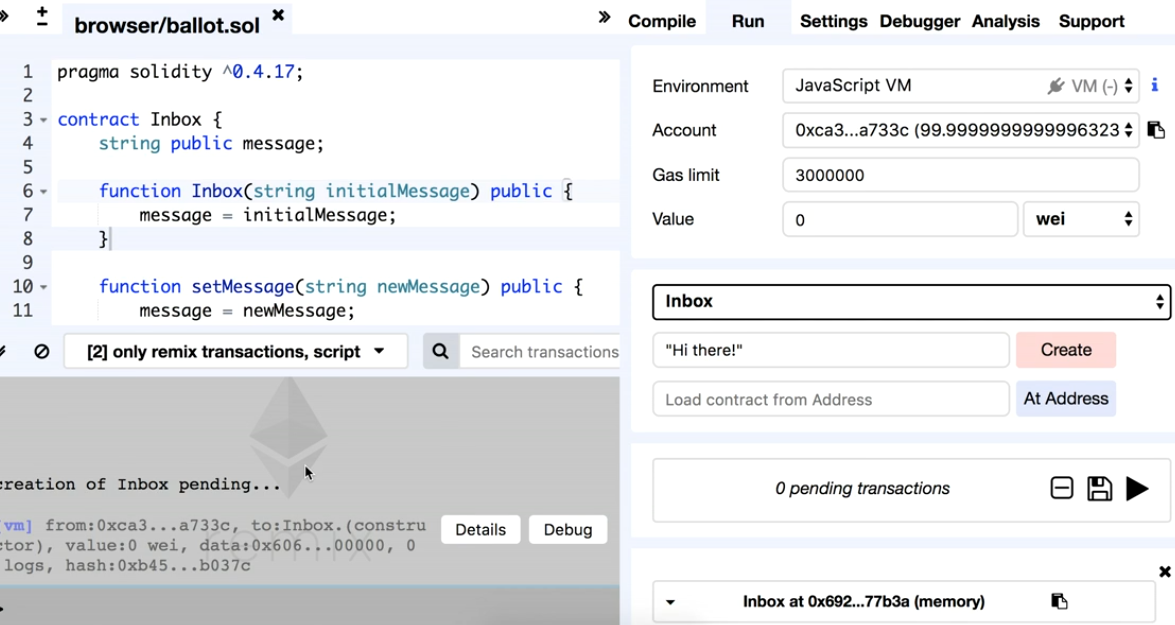 browser/ballot.sol
1 pragma solidity ^0.4.17;
2
3 contract Inbox {
4 string public message;
5
6 function Inbox(string initialMessage) public {
7 message = initialMessage;
8 }
9
10 function setMessage(string newMessage) public {
11 message = newMessage;
[2] only remix transactions, script
Search transactions
creation of Inbox pending...
[vm] from:0xca3...a733c, to:Inbox.(constru
ctor), value:0 wei, data:0x606...00000, 0
logs, hash:0xb45...b037c
Details Debug
remix
>
Compile Run Settings Debugger Analysis Support
Environment JavaScript VM VM (-) i
Account 0xca3...a733c (99.9999999999996323
Gas limit 3000000
Value 0 wei
Inbox
"Hi there!" Create
Load contract from Address At Address
0 pending transactions
Inbox at 0x692...77b3a (memory)